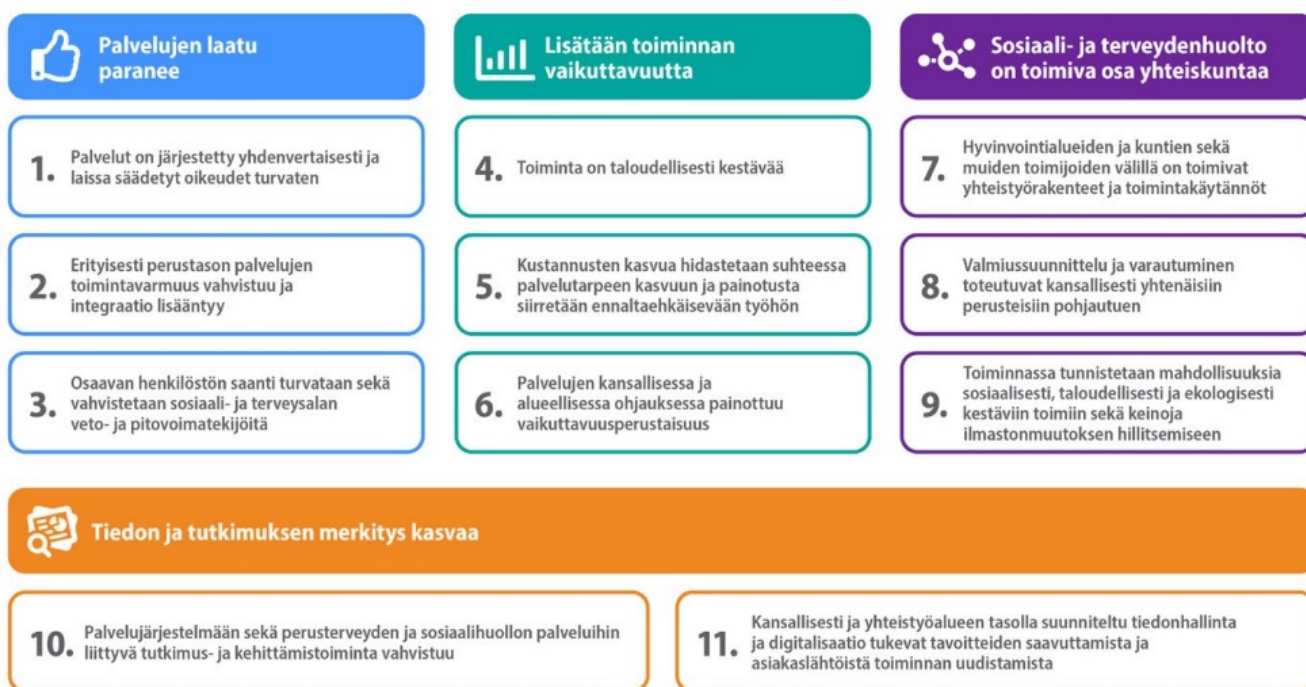 Palvelujen laatu
paranee
1. Palvelut on järjestetty yhdenvertaisesti ja
laissa säädetyt oikeudet turvaten
2. Erityisesti perustason palvelujen
toimintavarmuus vahvistuu ja
integraatio lisääntyy
3. Osaavan henkilöstön saanti turvataan sekä
vahvistetaan sosiaali- ja terveysalan
veto- ja pitovoimatekijöitä
Lisätään toiminnan
vaikuttavuutta
4. Toiminta on taloudellisesti kestävää
5. Kustannusten kasvua hidastetaan suhteessa
palvelutarpeen kasvuun ja painotusta
siirretään ennaltaehkäisevään työhön
6. Palvelujen kansallisessa ja
alueellisessa ohjauksessa painottuu
vaikuttavuusperustaisuus
Sosiaali- ja terveydenhuolto
on toimiva osa yhteiskuntaa
7. Hyvinvointialueiden ja kuntien sekä
muiden toimijoiden välillä on toimivat
yhteistyörakenteet ja toimintakäytännöt
8. Valmiussuunnittelu ja varautuminen
toteutuvat kansallisesti yhtenäisiin
perusteisiin pohjautuen
9. Toiminnassa tunnistetaan mahdollisuuksia
sosiaalisesti, taloudellisesti ja ekologisesti
kestäviin toimiin sekä keinoja
ilmastonmuutoksen hillitsemiseen
Tiedon ja tutkimuksen merkitys kasvaa
10. Palvelujärjestelmään sekä perusterveyden ja sosiaalihuollon palveluihin
liittyvä tutkimus- ja kehittämistoiminta vahvistuu
11. Kansallisesti ja yhteistyöalueen tasolla suunniteltu tiedonhallinta
ja digitalisaatio tukevat tavoitteiden saavuttamista ja
asiakaslähtöistä toiminnan uudistamista